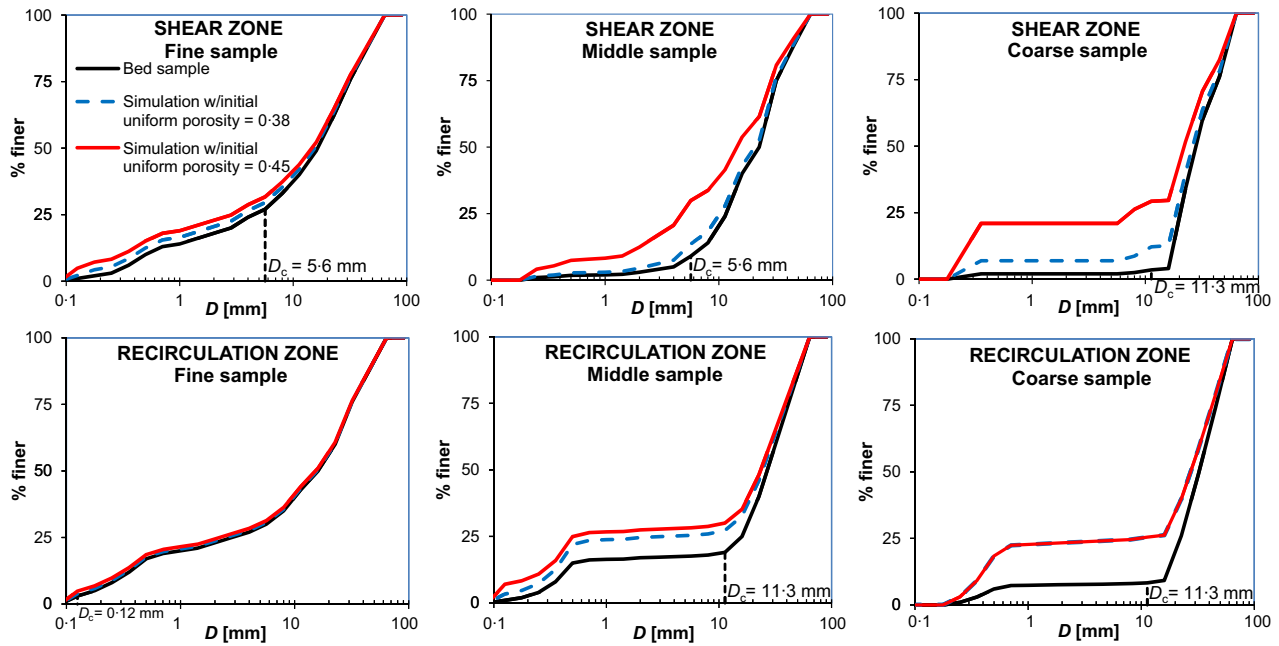 SHEAR ZONE
Fine sample
Bed sample
Simulation w/initial
uniform porosity = 0·38
Simulation w/initial
uniform porosity = 0·45
% finer
100
75
50
25
0
0·1
1
10
100
D [mm]
Dc = 5·6 mm
SHEAR ZONE
Middle sample
% finer
100
75
50
25
0
0·1
1
10
100
D [mm]
Dc = 5·6 mm
SHEAR ZONE
Coarse sample
% finer
100
75
50
25
0
0·1
1
10
100
D [mm]
Dc = 11·3 mm
RECIRCULATION ZONE
Fine sample
% finer
100
75
50
25
0
0·1
1
10
100
D [mm]
Dc = 0·12 mm
RECIRCULATION ZONE
Middle sample
% finer
100
75
50
25
0
0·1
1
10
100
D [mm]
Dc = 11·3 mm
RECIRCULATION ZONE
Coarse sample
% finer
100
75
50
25
0
0·1
1
10
100
D [mm]
Dc = 11·3 mm